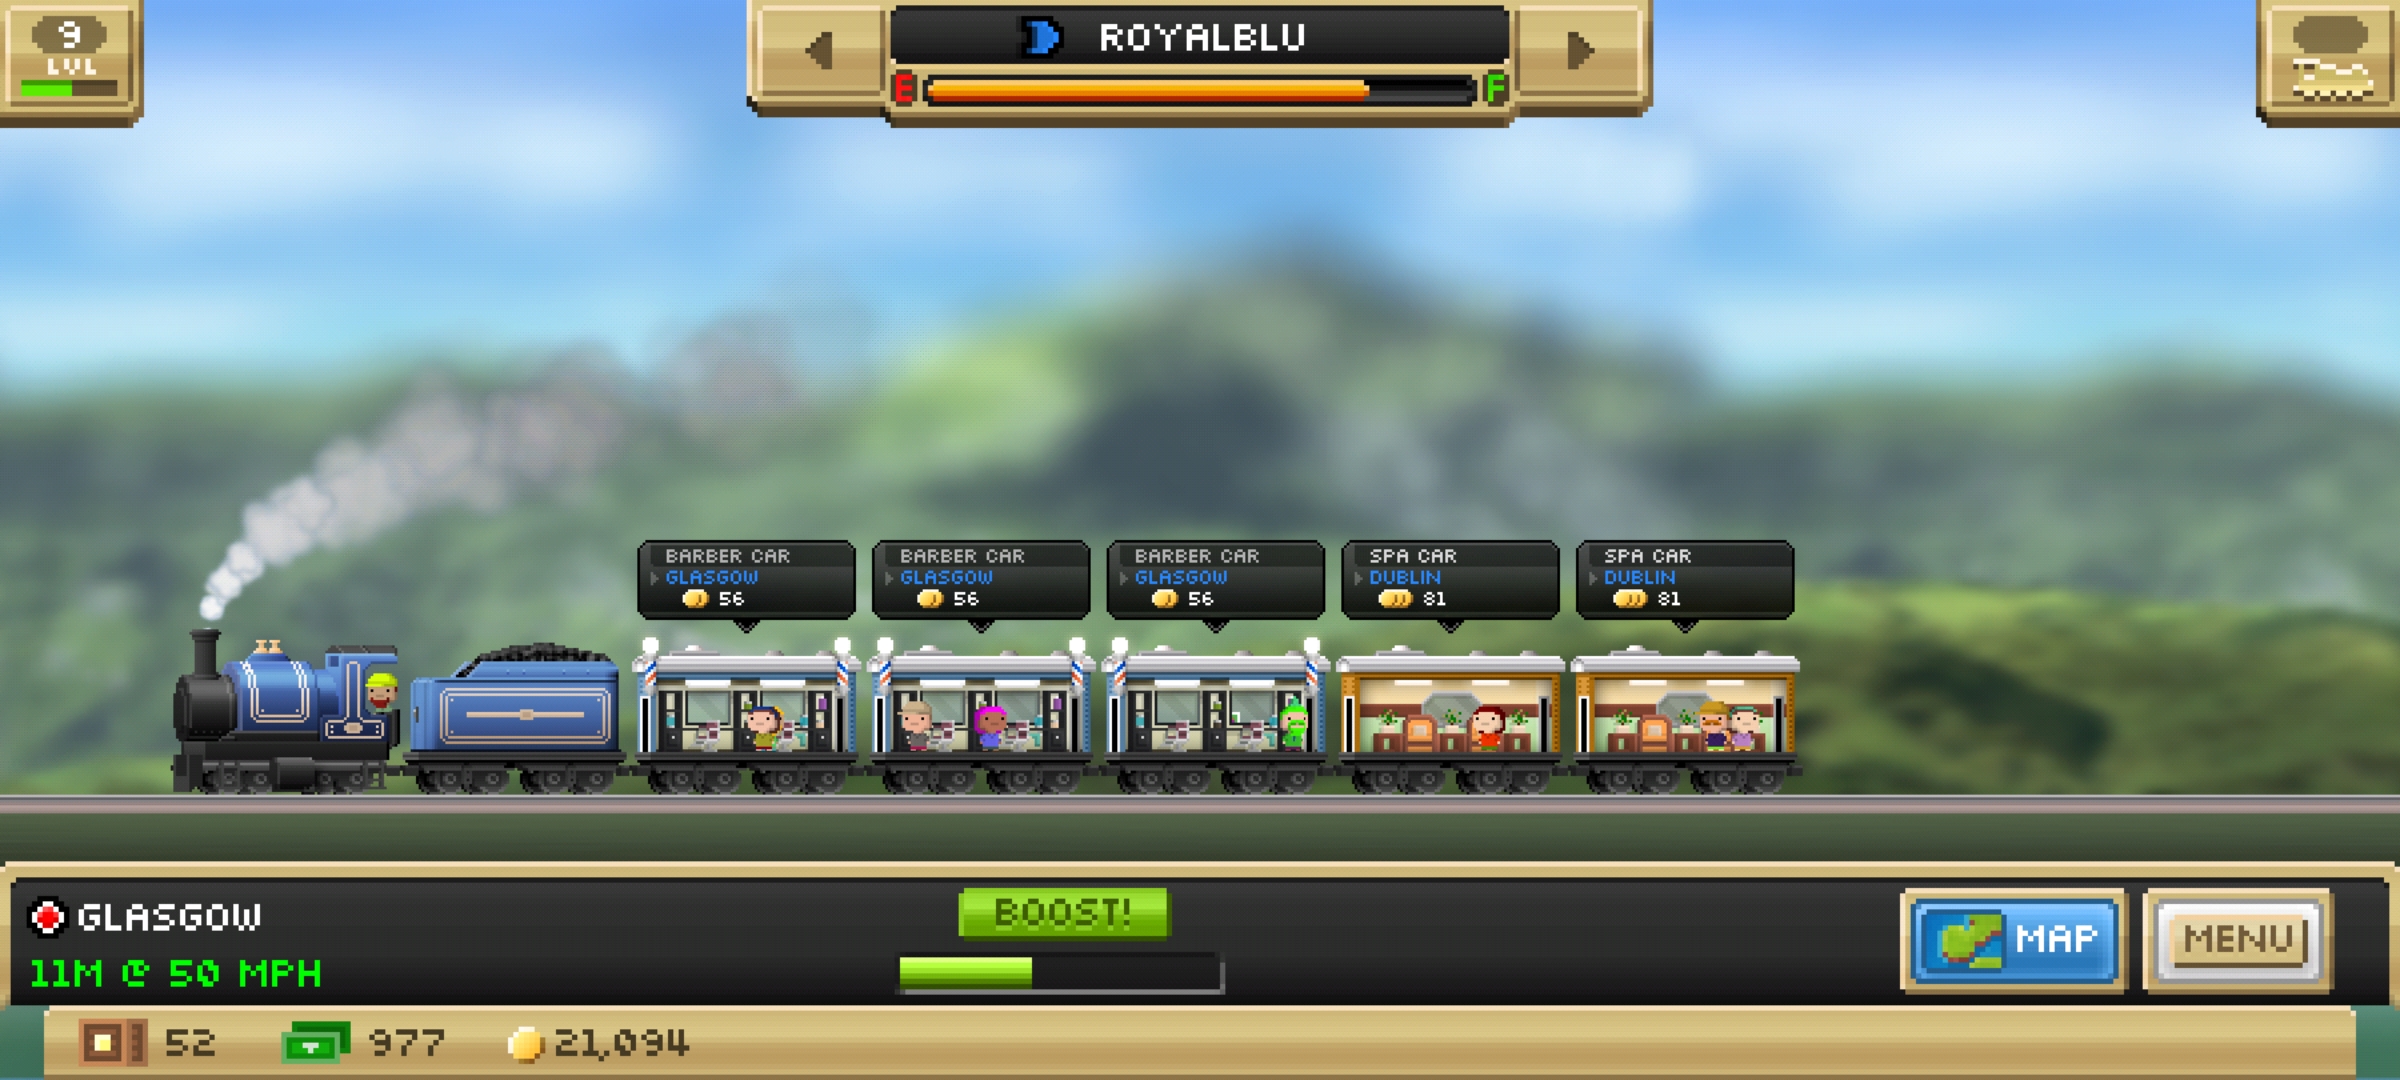 9
LVL
ROYALBLU
E F
BARBER CAR
GLASGOW
56
BARBER CAR
GLASGOW
56
BARBER CAR
GLASGOW
56
SPA CAR
DUBLIN
81
SPA CAR
DUBLIN
81
GLASGOW
11M @ 50 MPH
BOOST!
MAP
MENU
52 977 21,094